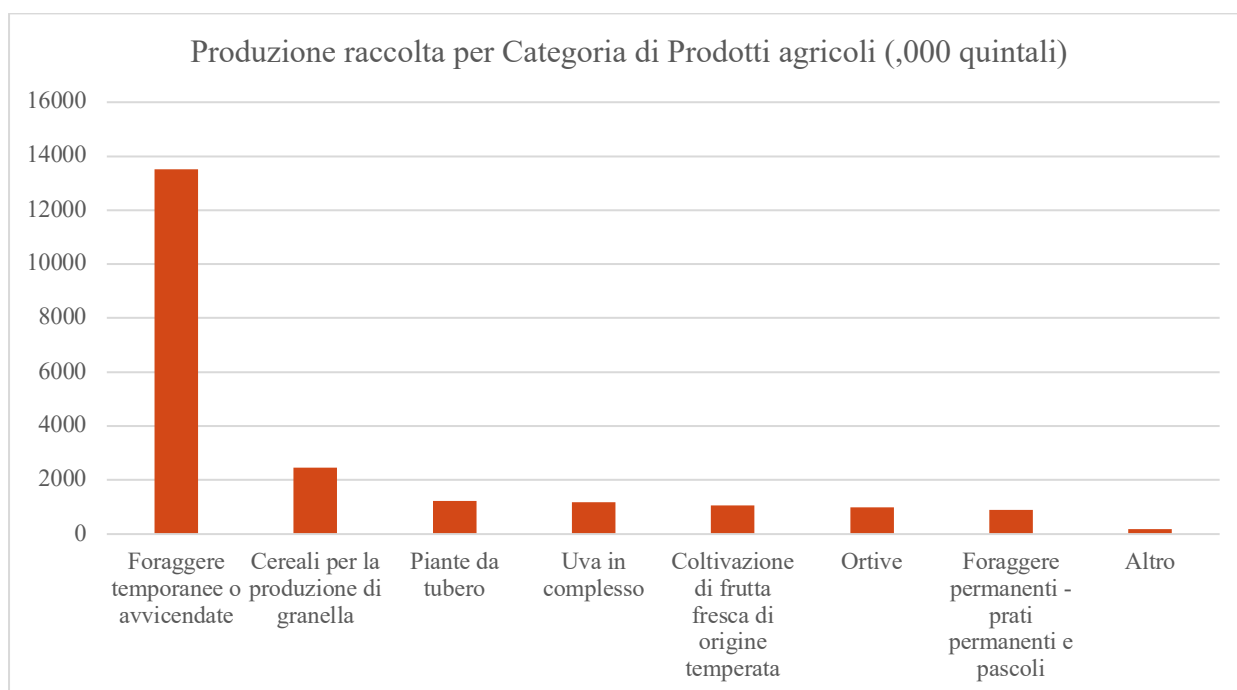 Produzione raccolta per Categoria di Prodotti agricoli (,000 quintali)
16000
14000
12000
10000
8000
6000
4000
2000
0
Foraggere
temporanee o
avvicendate
Cereali per la
produzione di
granella
Piante da
tubero
Uva in
complesso
Coltivazione
di frutta
fresca di
origine
temperata
Ortive
Foraggere
permanenti -
prati
permanenti e
pascoli
Altro